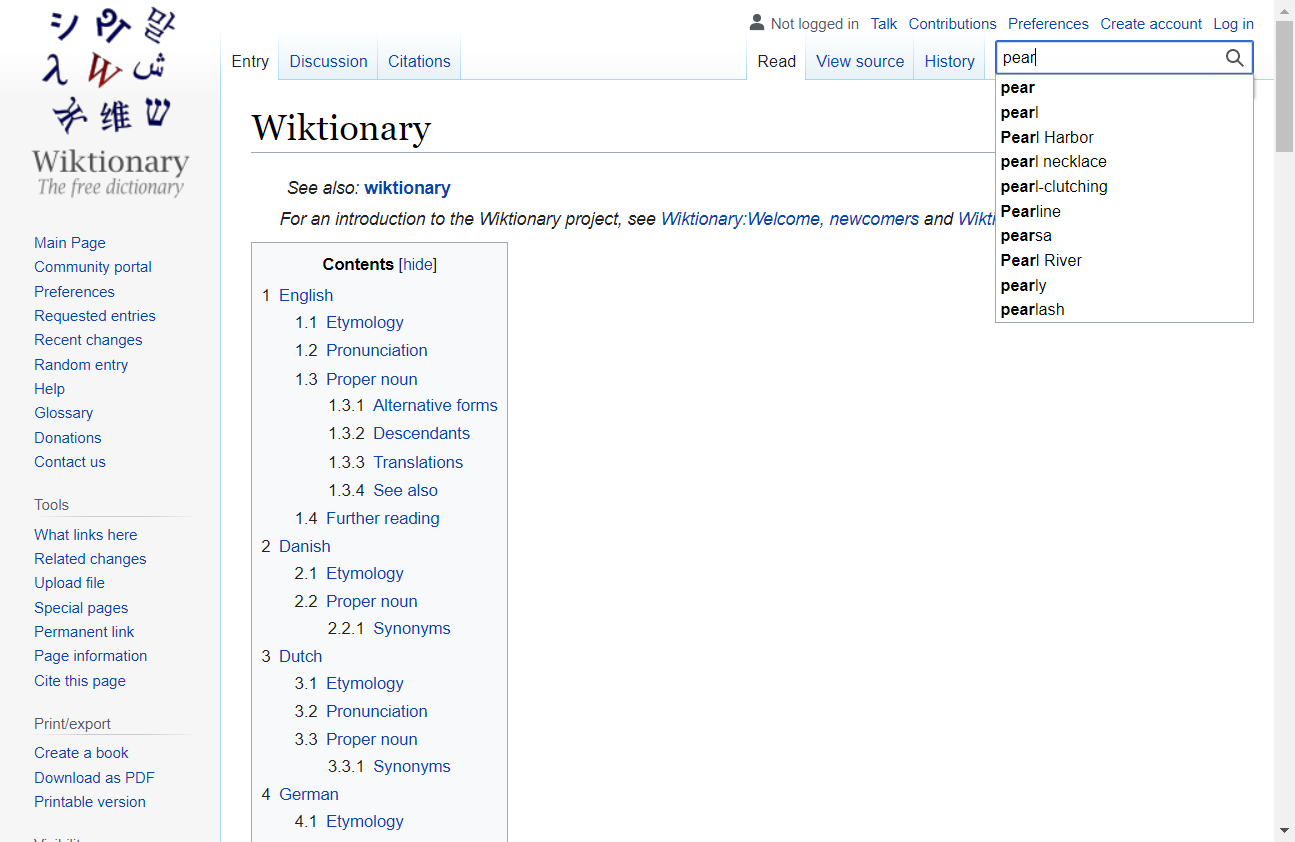 シ Wiktionary
The free dictionary
Not logged in Talk Contributions Preferences Create account Log in
Entry Discussion Citations Read View source History
pear
pear
pearl
Pearl Harbor
pearl necklace
pearl-clutching
Pearline
pearsa
Pearl River
pearly
pearlash
Wiktionary
See also: wiktionary
For an introduction to the Wiktionary project, see Wiktionary:Welcome, newcomers and
Contents [hide]
1 English
1.1 Etymology
1.2 Pronunciation
1.3 Proper noun
1.3.1 Alternative forms
1.3.2 Descendants
1.3.3 Translations
1.3.4 See also
1.4 Further reading
2 Danish
2.1 Etymology
2.2 Proper noun
2.2.1 Synonyms
3 Dutch
3.1 Etymology
3.2 Pronunciation
3.3 Proper noun
3.3.1 Synonyms
4 German
4.1 Etymology
Main Page
Community portal
Preferences
Requested entries
Recent changes
Random entry
Help
Glossary
Donations
Contact us
Tools
What links here
Related changes
Upload file
Special pages
Permanent link
Page information
Cite this page
Print/export
Create a book
Download as PDF
Printable version